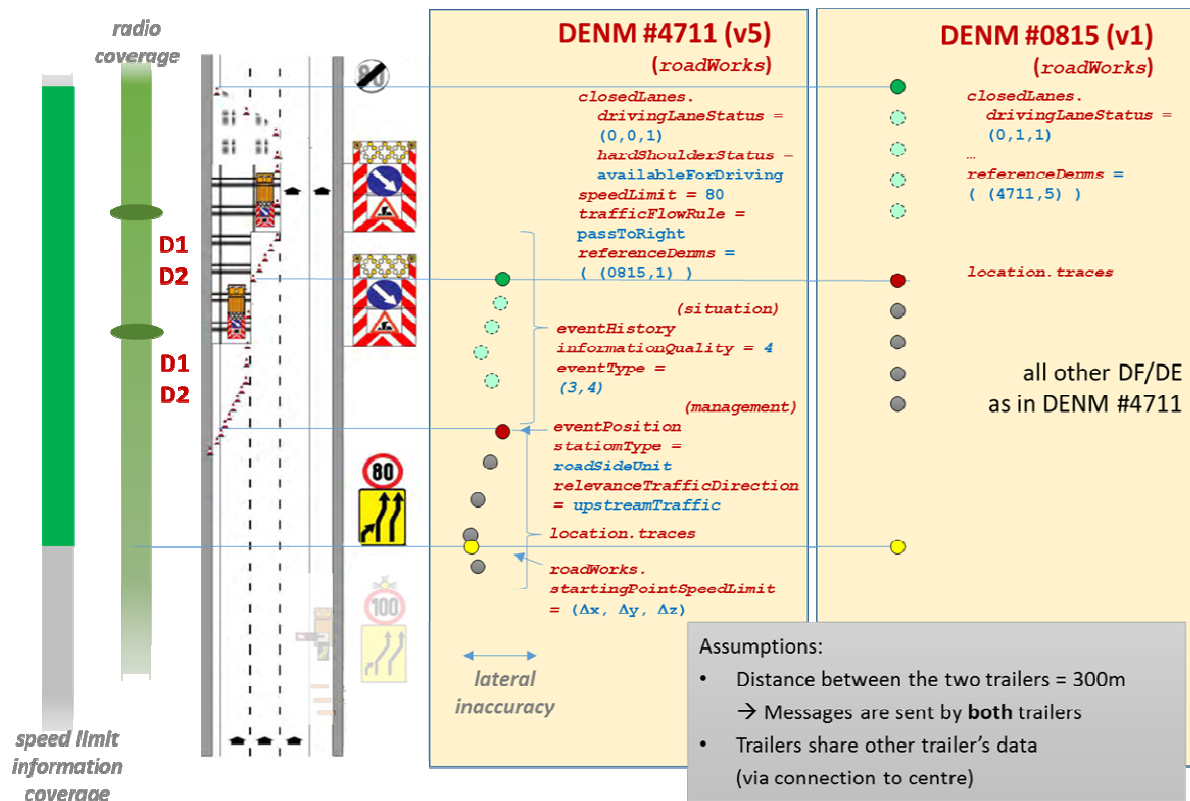 radio
coverage
80
D1
D2
D1
D2
80
100
speed limit
information
coverage
DENM #4711 (v5)
(roadWorks)
closedLanes.
drivingLaneStatus =
(0,0,1)
hardShoulderStatus –
availableForDriving
speedLimit = 80
trafficFlowRule =
passToRight
referenceDenms =
( (0815,1) )
(situation)
eventHistory
informationQuality = 4
eventType =
(3,4)
(management)
eventPosition
stationType =
roadSideUnit
relevanceTrafficDirection
= upstreamTraffic
location.traces
roadWorks.
startingPointSpeedLimit
= (Δx, Δy, Δz)
lateral
inaccuracy
DENM #0815 (v1)
(roadWorks)
closedLanes.
drivingLaneStatus =
(0,1,1)
…
referenceDenms =
( (4711,5) )
location.traces
all other DF/DE
as in DENM #4711
Assumptions:
• Distance between the two trailers = 300m
→ Messages are sent by both trailers
• Trailers share other trailer's data
(via connection to centre)